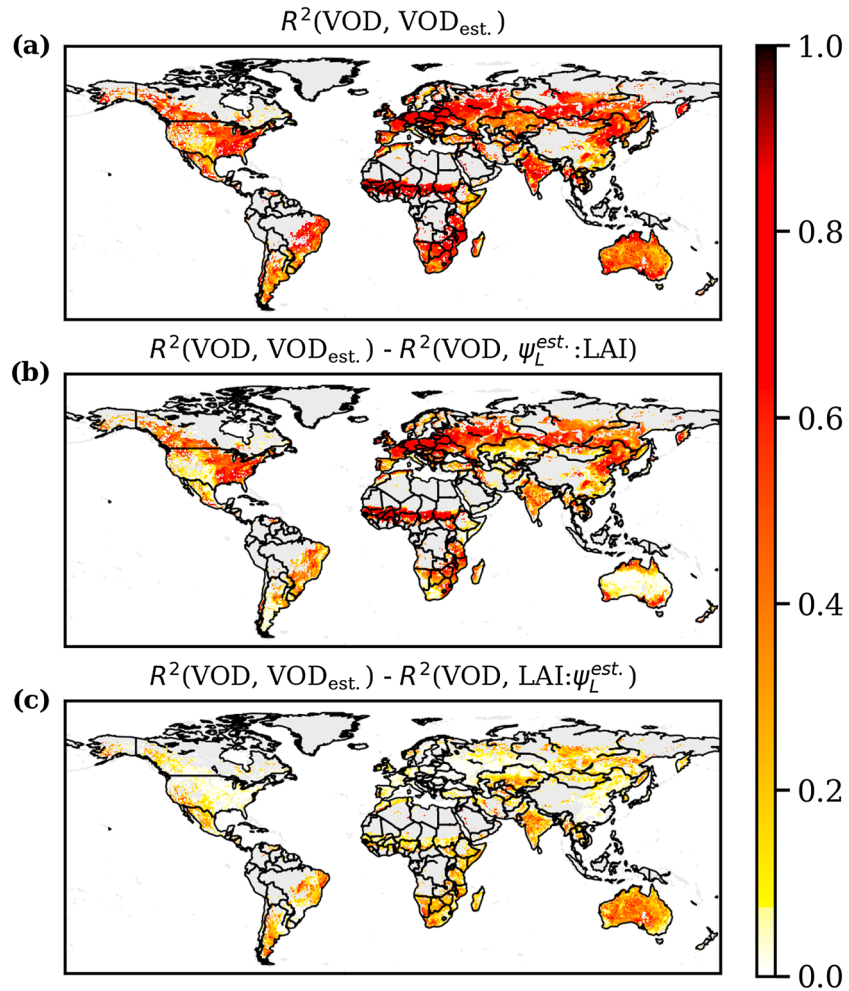 R²(VOD, VOD_est.)
(a)
1.0
0.8
R²(VOD, VOD_est.) - R²(VOD, ψ_L^est.:LAI)
(b)
0.6
0.4
R²(VOD, VOD_est.) - R²(VOD, LAI:ψ_L^est.)
(c)
0.2
0.0